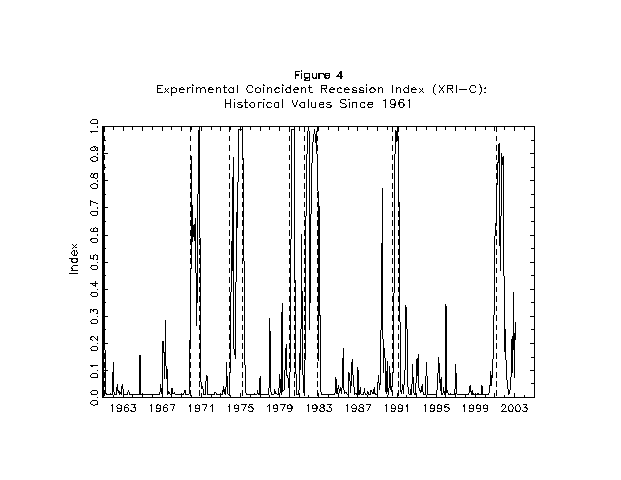 Figure 4
Experimental Coincident Recession Index (XRI-C):
Historical Values Since 1961
Index
1.0
0.9
0.8
0.7
0.6
0.5
0.4
0.3
0.2
0.1
0.0
1963 1967 1971 1975 1979 1983 1987 1991 1995 1999 2003